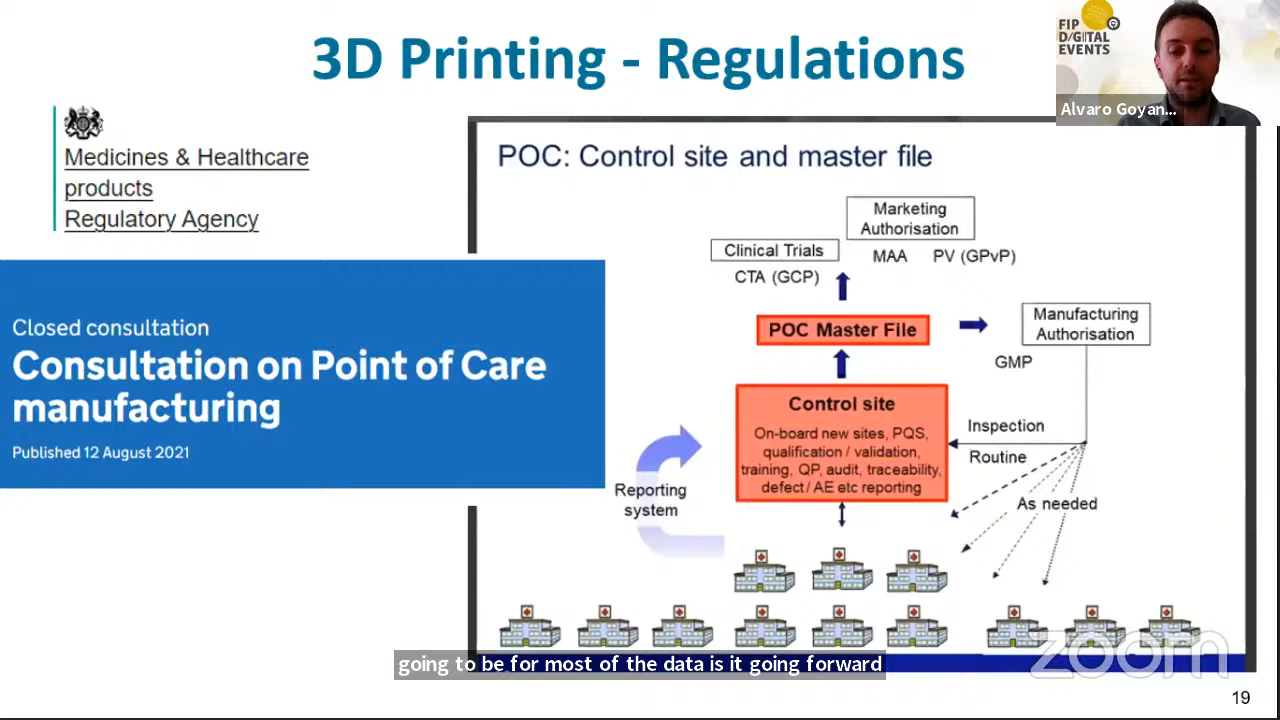 3D Printing - Regulations
FIP
DIGITAL
EVENTS
Alvaro Goyan...
Medicines & Healthcare
products
Regulatory Agency
Closed consultation
Consultation on Point of Care
manufacturing
Published 12 August 2021
POC: Control site and master file
Marketing
Authorisation
Clinical Trials
MAA PV (GPvP)
CTA (GCP)
POC Master File
Manufacturing
Authorisation
GMP
Control site
On-board new sites, PQS,
qualification / validation,
training, QP, audit, traceability,
defect / AE etc reporting
Inspection
Routine
As needed
Reporting
system
zoom
going to be for most of the data is it going forward
19